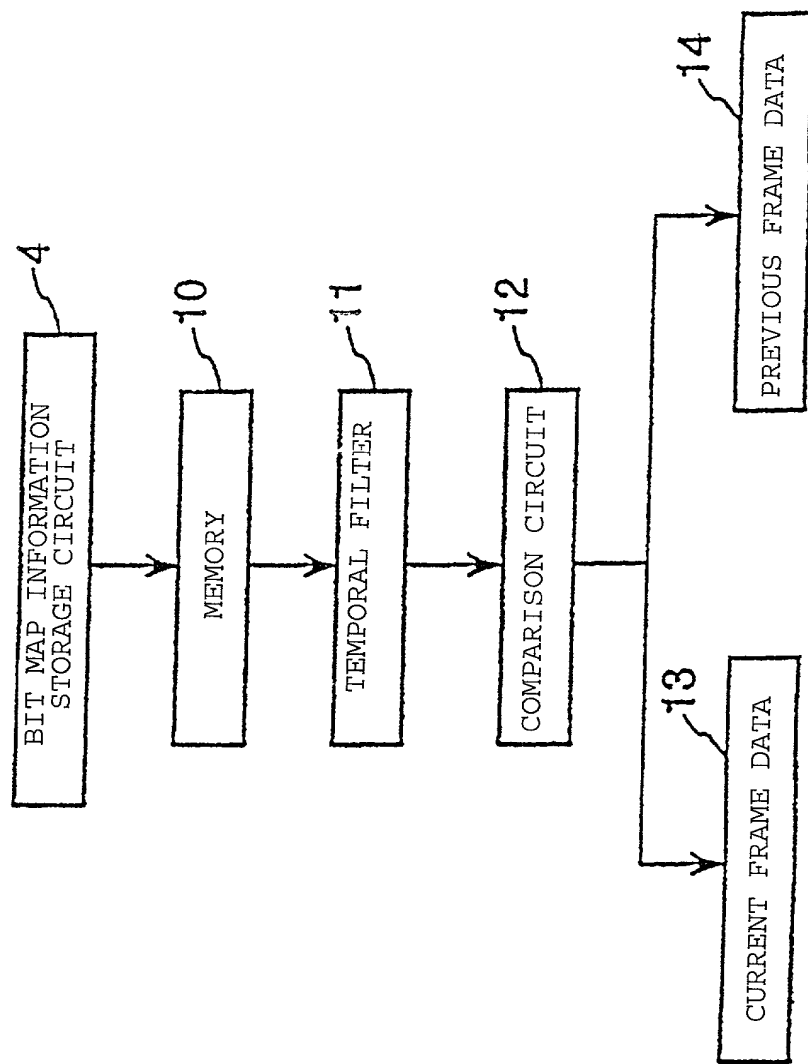 4
BIT MAP INFORMATION
STORAGE CIRCUIT
10
MEMORY
11
TEMPORAL FILTER
12
COMPARISON CIRCUIT
13
CURRENT FRAME DATA
14
PREVIOUS FRAME DATA